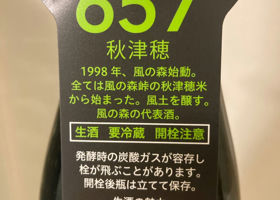 657
秋津穂
1998年、風の森始動。
全ては風の森峠の秋津穂米
から始まった。風土を醸す。
風の森の代表酒。
生酒 要冷蔵 開栓注意
発酵時の炭酸ガスが容存し
栓が飛ぶことがあります。
開栓後瓶は立てて保存。